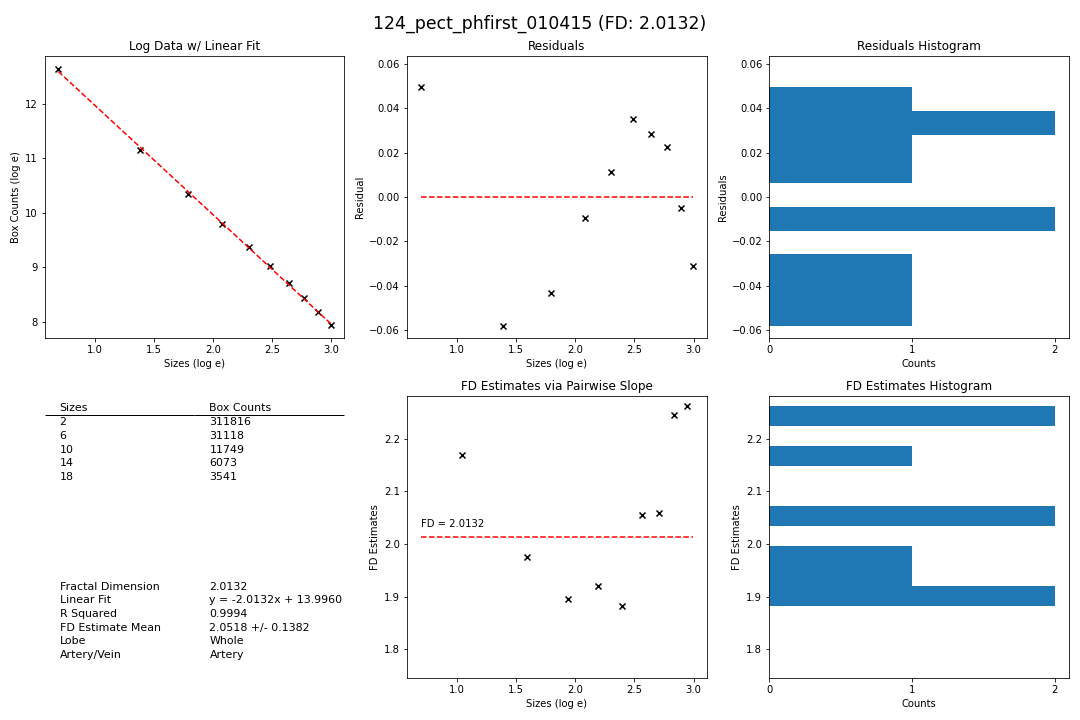 124_pect_phfirst_010415 (FD: 2.0132)
Log Data w/ Linear Fit
Box Counts (log e)
12
11
10
9
8
1.0 1.5 2.0 2.5 3.0
Sizes (log e)
Residuals
Residual
0.06
0.04
0.02
0.00
−0.02
−0.04
−0.06
1.0 1.5 2.0 2.5 3.0
Sizes (log e)
Residuals Histogram
Residuals
0.06
0.04
0.02
0.00
−0.02
−0.04
−0.06
0 1 2
Counts
Sizes Box Counts
2 311816
6 31118
10 11749
14 6073
18 3541
Fractal Dimension 2.0132
Linear Fit y = -2.0132x + 13.9960
R Squared 0.9994
FD Estimate Mean 2.0518 +/- 0.1382
Lobe Whole
Artery/Vein Artery
FD Estimates via Pairwise Slope
FD Estimates
2.2
2.1
2.0
1.9
1.8
FD = 2.0132
1.0 1.5 2.0 2.5 3.0
Sizes (log e)
FD Estimates Histogram
FD Estimates
2.2
2.1
2.0
1.9
1.8
0 1 2
Counts